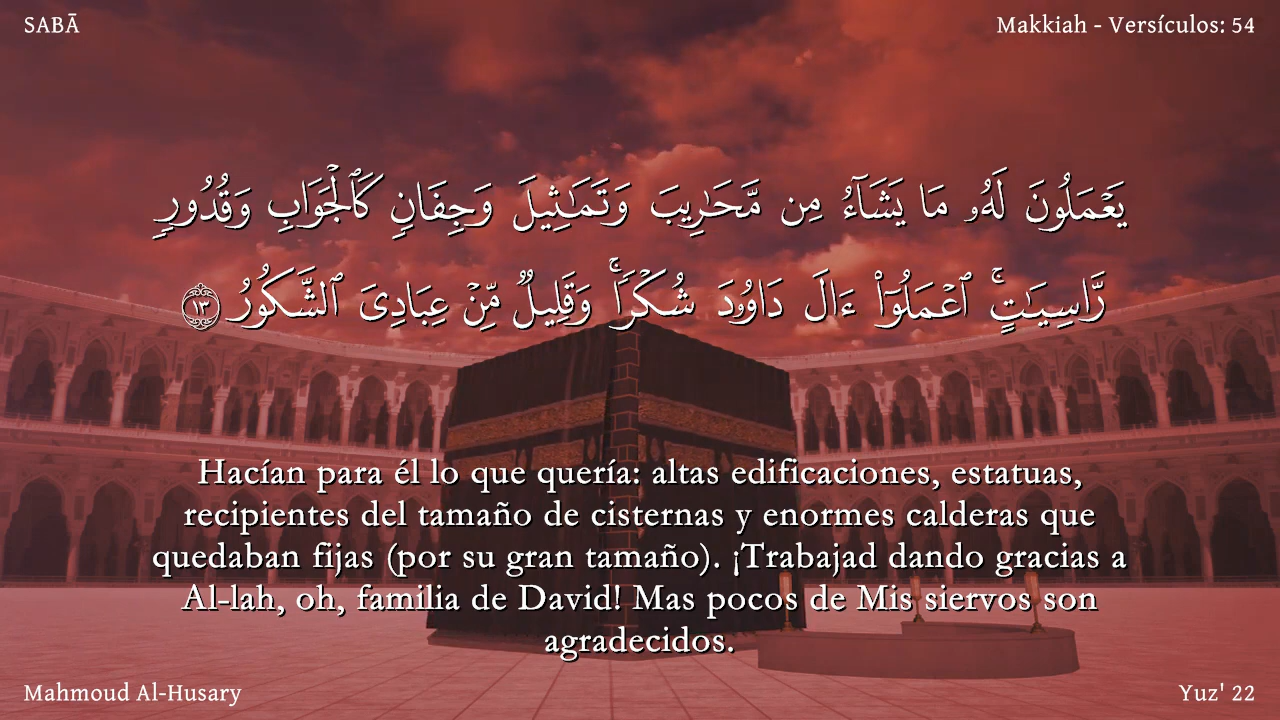 SABĀ
Makkiah - Versículos: 54
يَعْمَلُونَ لَهُۥ مَا يَشَآءُ مِن مَّحَـٰرِيبَ وَتَمَـٰثِيلَ وَجِفَانٍ كَٱلْجَوَابِ وَقُدُورٍ
رَّاسِيَـٰتٍ ۚ ٱعْمَلُوٓا۟ ءَالَ دَاوُۥدَ شُكْرًا ۚ وَقَلِيلٌ مِّنْ عِبَادِىَ ٱلشَّكُورُ ١٣
Hacían para él lo que quería: altas edificaciones, estatuas,
recipientes del tamaño de cisternas y enormes calderas que
quedaban fijas (por su gran tamaño). ¡Trabajad dando gracias a
Al-lah, oh, familia de David! Mas pocos de Mis siervos son
agradecidos.
Mahmoud Al-Husary
Yuz' 22